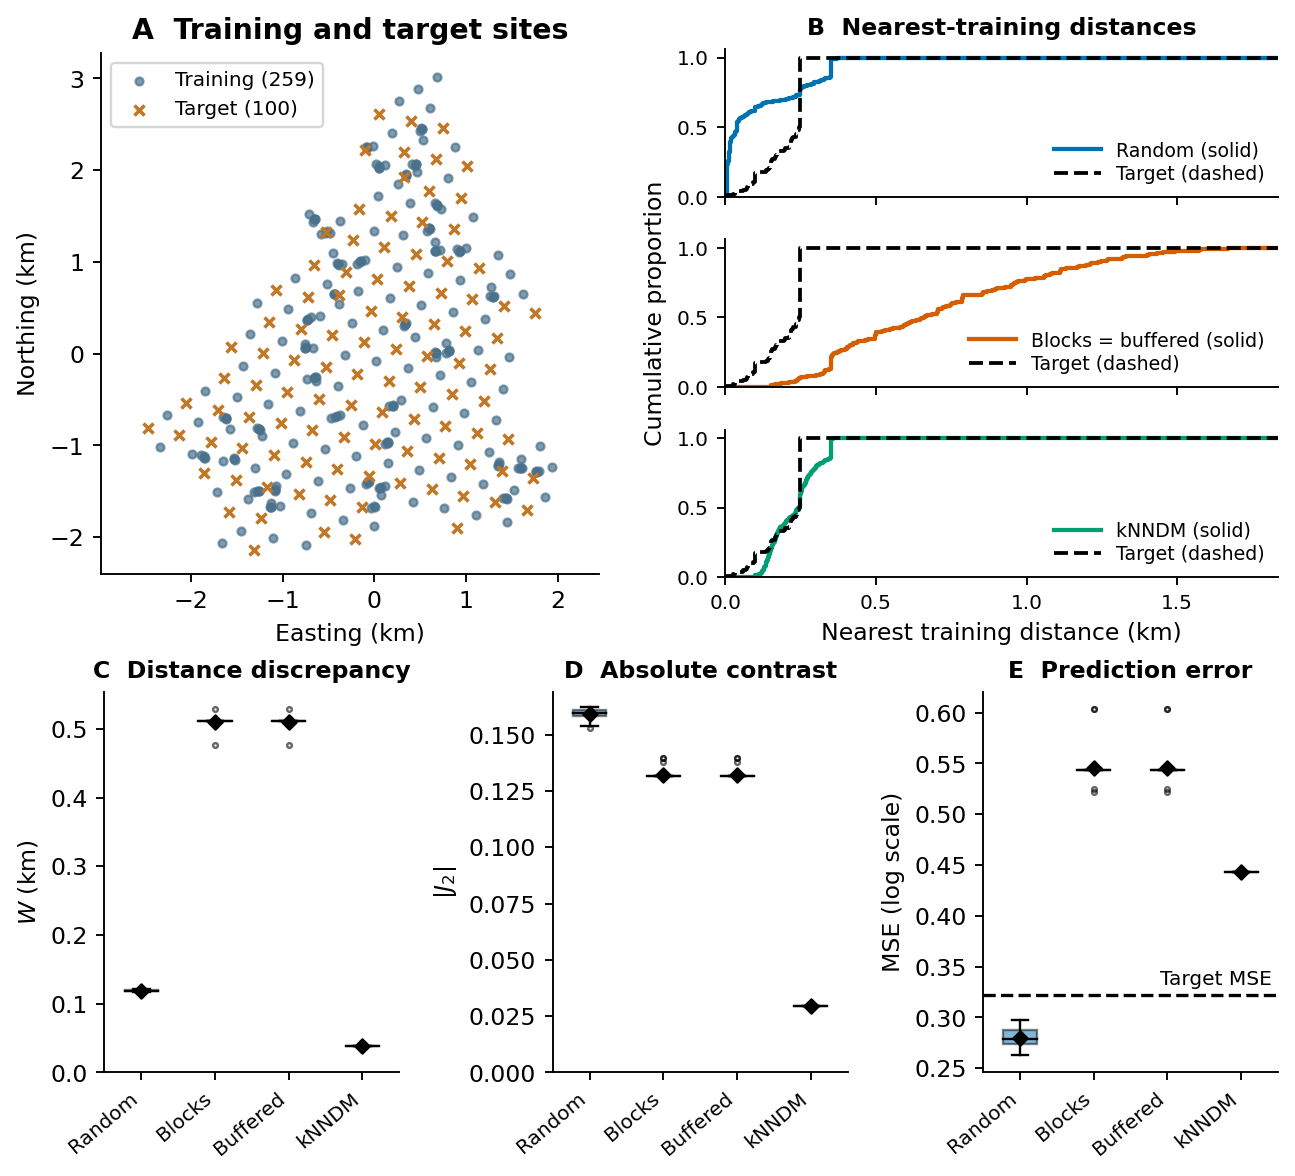 A  Training and target sites
Training (259)
Target (100)
3
2
1
0
−1
−2
Northing (km)
−2
−1
0
1
2
Easting (km)
B  Nearest-training distances
1.0
0.5
0.0
Random (solid)
Target (dashed)
1.0
0.5
0.0
Blocks = buffered (solid)
Target (dashed)
1.0
0.5
0.0
kNNDM (solid)
Target (dashed)
Cumulative proportion
0.0
0.5
1.0
1.5
Nearest training distance (km)
C  Distance discrepancy
0.5
0.4
0.3
0.2
0.1
0.0
W (km)
Random
Blocks
Buffered
kNNDM
D  Absolute contrast
0.150
0.125
0.100
0.075
0.050
0.025
0.000
|J₂|
Random
Blocks
Buffered
kNNDM
E  Prediction error
0.60
0.55
0.50
0.45
0.40
0.35
0.30
0.25
MSE (log scale)
Target MSE
Random
Blocks
Buffered
kNNDM